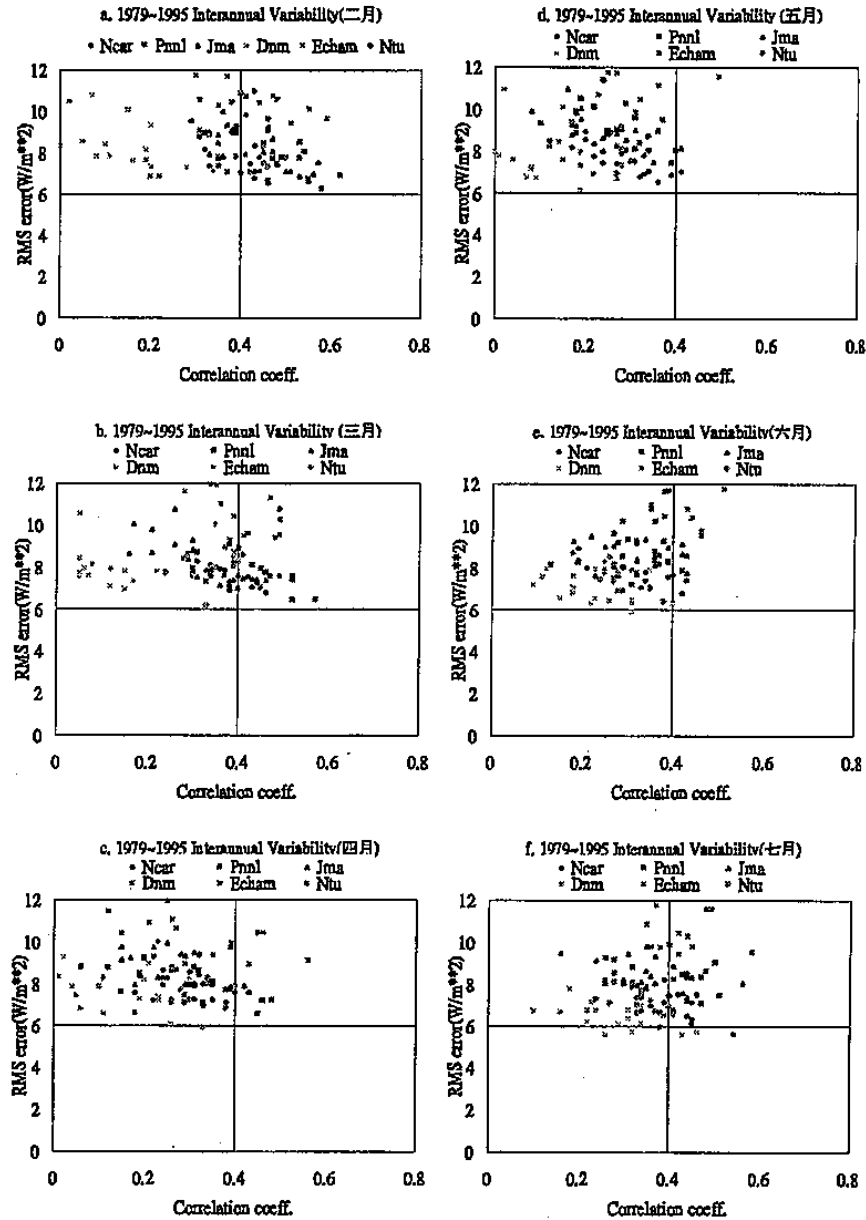 a. 1979~1995 Interannual Variability(二月)
Ncar Pnnl Jma Dnm Echam Ntu
12
10
8
6
4
2
0
RMS error(W/m**2)
0 0.2 0.4 0.6 0.8
Correlation coeff.
b. 1979~1995 Interannual Variability (三月)
Ncar Pnnl Jma
Dnm Echam Ntu
12
10
8
6
4
2
0
RMS error(W/m**2)
0 0.2 0.4 0.6 0.8
Correlation coeff.
c. 1979~1995 Interannual Variability(四月)
Ncar Pnnl Jma
Dnm Echam Ntu
12
10
8
6
4
2
0
RMS error(W/m**2)
0 0.2 0.4 0.6 0.8
Correlation coeff.
d. 1979~1995 Interannual Variability(五月)
Ncar Pnnl Jma
Dnm Echam Ntu
12
10
8
6
4
2
0
RMS error(W/m**2)
0 0.2 0.4 0.6 0.8
Correlation coeff.
e. 1979~1995 Interannual Variability(六月)
Ncar Pnnl Jma
Dnm Echam Ntu
12
10
8
6
4
2
0
RMS error(W/m**2)
0 0.2 0.4 0.6 0.8
Correlation coeff.
f. 1979~1995 Interannual Variability(七月)
Ncar Pnnl Jma
Dnm Echam Ntu
12
10
8
6
4
2
0
RMS error(W/m**2)
0 0.2 0.4 0.6 0.8
Correlation coeff.